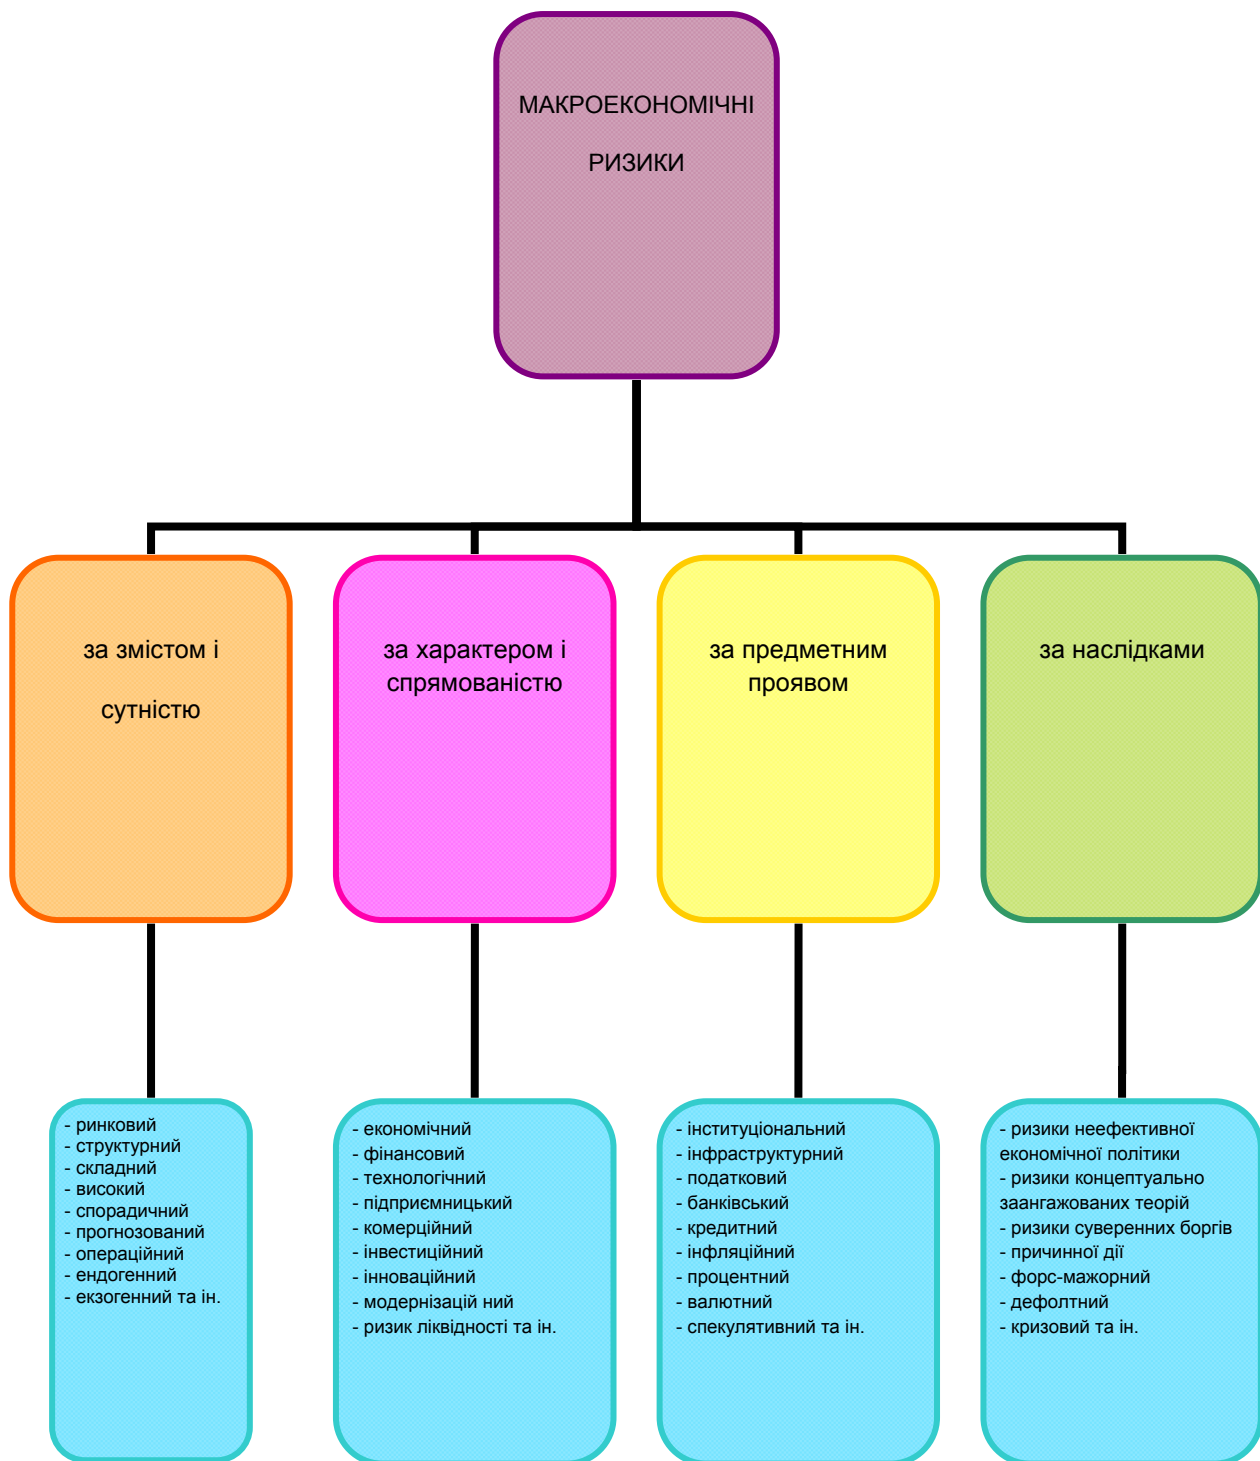 МАКРОЕКОНОМІЧНІ
РИЗИКИ
за змістом і
сутністю
за характером і
спрямованістю
за предметним
проявом
за наслідками
- ринковий
- структурний
- складний
- високий
- спорадичний
- прогнозований
- операційний
- ендогенний
- екзогенний та ін.
- економічний
- фінансовий
- технологічний
- підприємницький
- комерційний
- інвестиційний
- інноваційний
- модернізацій ний
- ризик ліквідності та ін.
- інституціональний
- інфраструктурний
- податковий
- банківський
- кредитний
- інфляційний
- процентний
- валютний
- спекулятивний та ін.
- ризики неефективної
економічної політики
- ризики концептуально
заангажованих теорій
- ризики суверенних боргів
- причинної дії
- форс-мажорний
- дефолтний
- кризовий та ін.